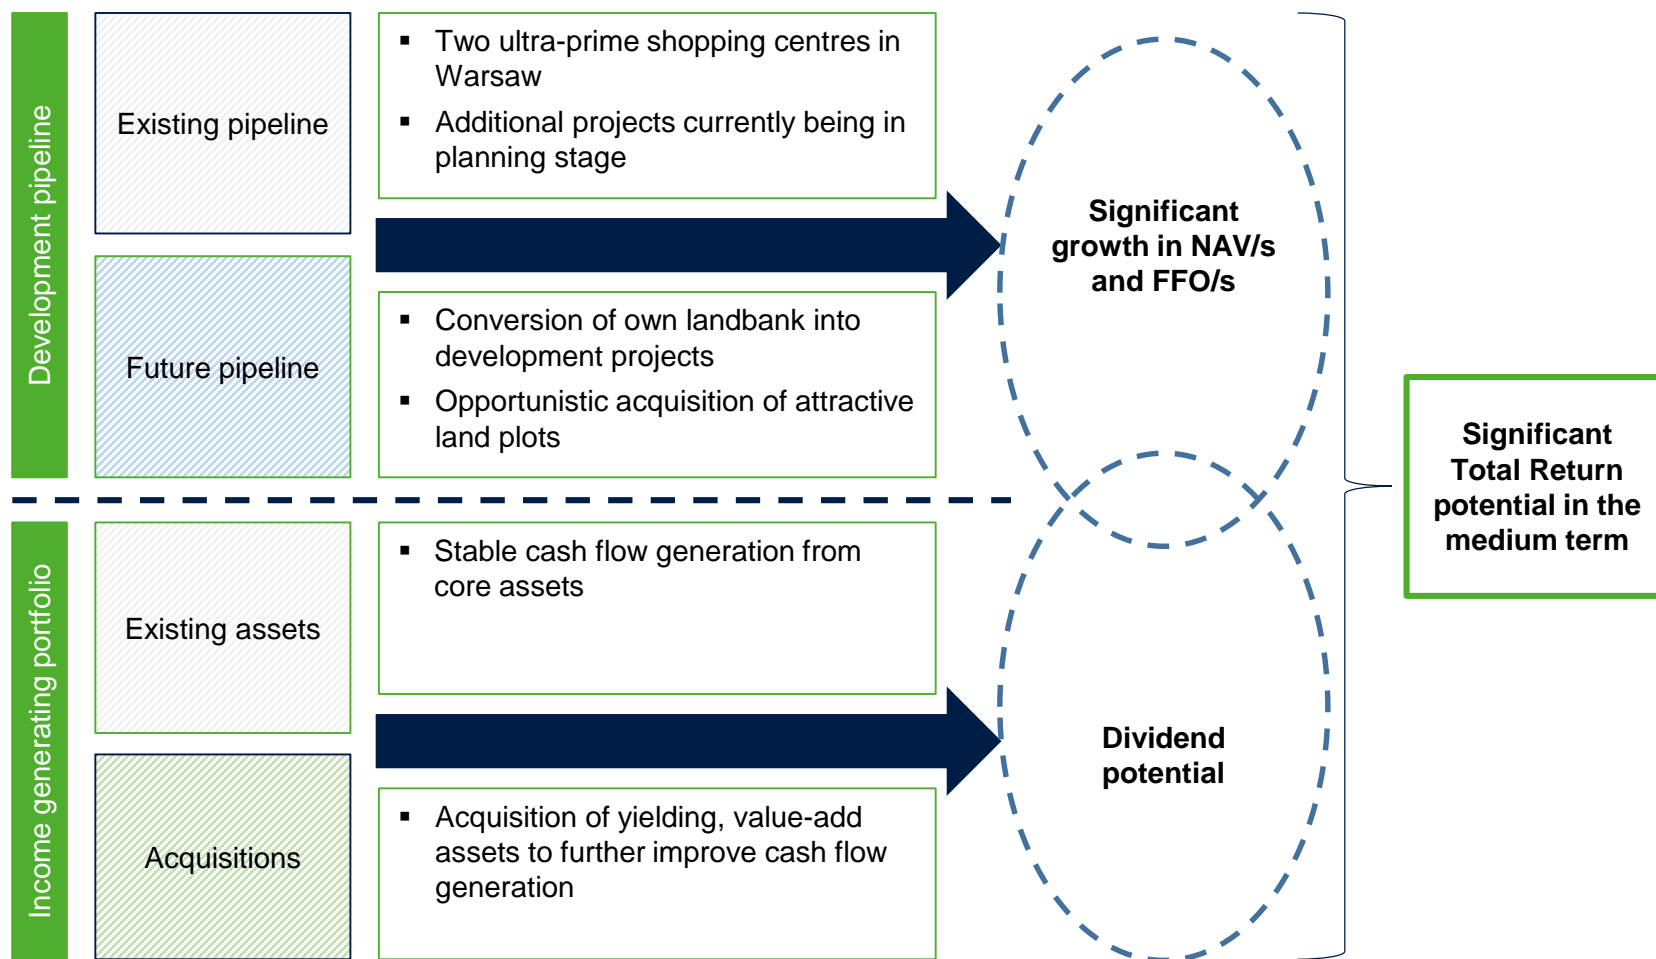 Development pipeline
Existing pipeline
▪ Two ultra-prime shopping centres in
Warsaw
▪ Additional projects currently being in
planning stage
Future pipeline
▪ Conversion of own landbank into
development projects
▪ Opportunistic acquisition of attractive
land plots
Significant
growth in NAV/s
and FFO/s
Income generating portfolio
Existing assets
▪ Stable cash flow generation from
core assets
Acquisitions
▪ Acquisition of yielding, value-add
assets to further improve cash flow
generation
Dividend
potential
Significant
Total Return
potential in the
medium term